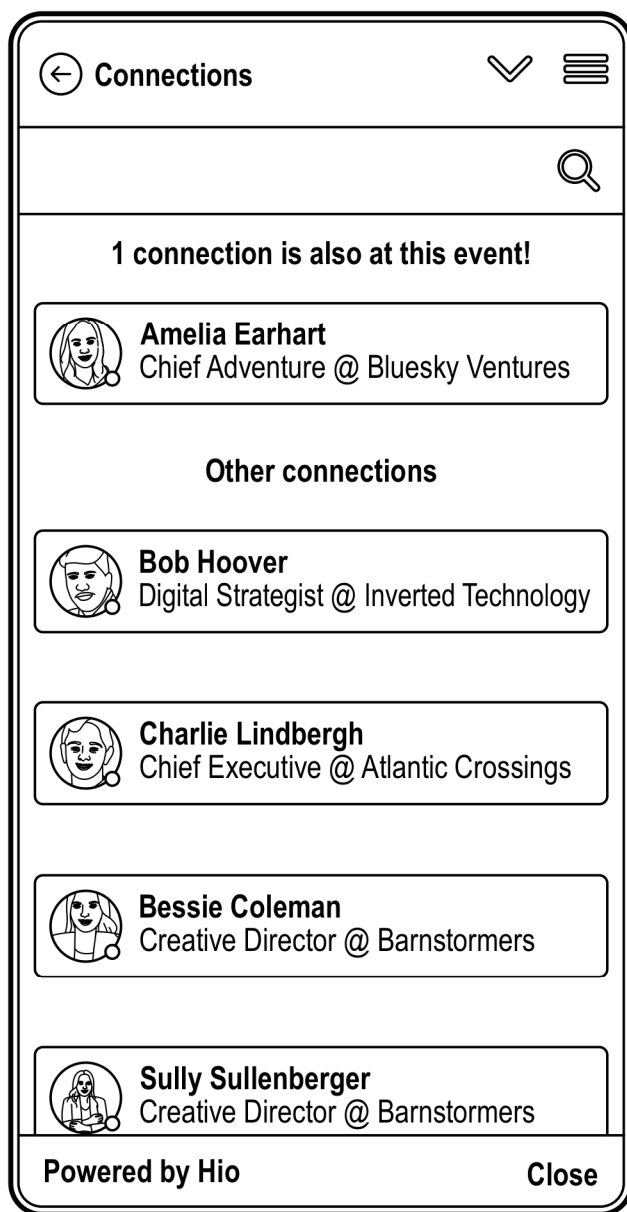 Connections
1 connection is also at this event!
Amelia Earhart
Chief Adventure @ Bluesky Ventures
Other connections
Bob Hoover
Digital Strategist @ Inverted Technology
Charlie Lindbergh
Chief Executive @ Atlantic Crossings
Bessie Coleman
Creative Director @ Barnstormers
Sully Sullenberger
Creative Director @ Barnstormers
Powered by Hio Close